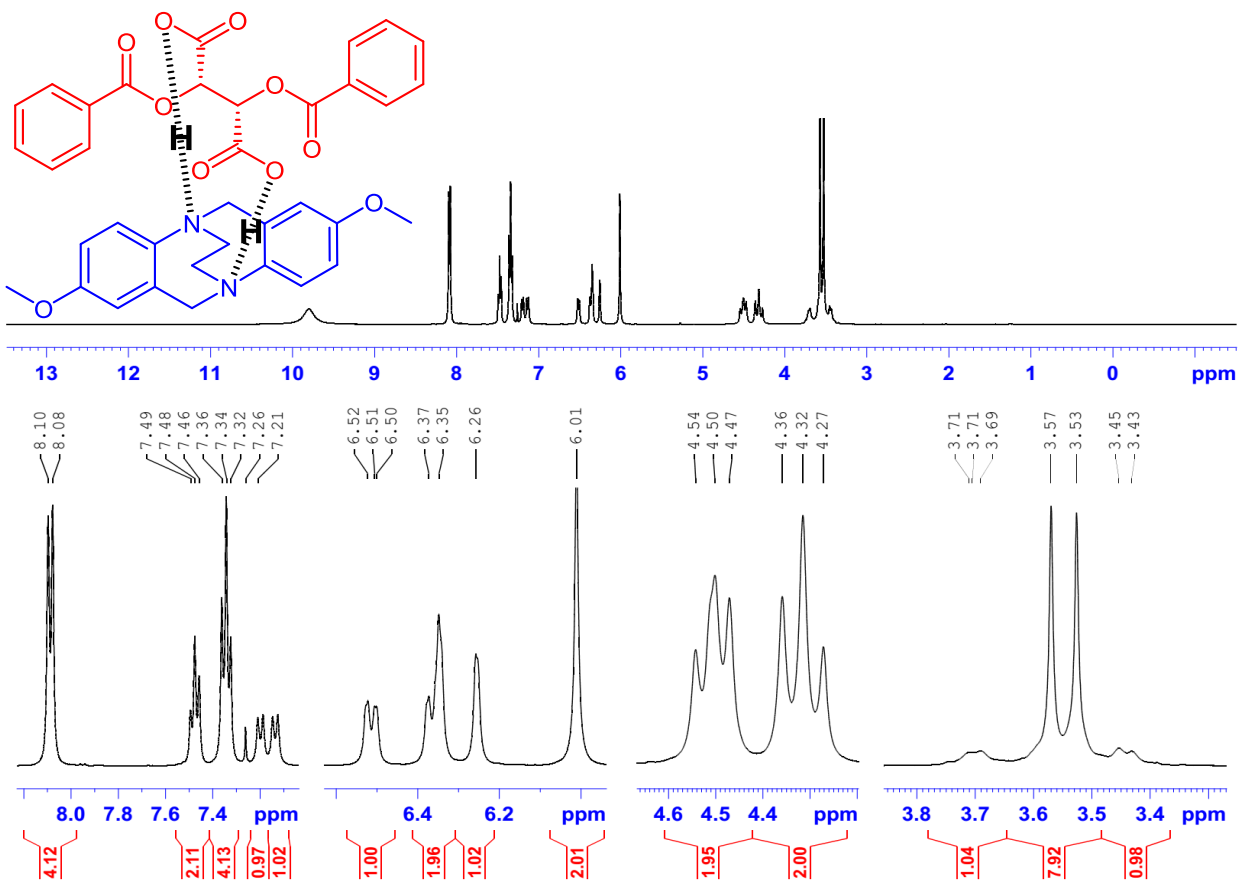 O O
O
O O
O O
O
H
O O
N H O
N
O
13 12 11 10 9 8 7 6 5 4 3 2 1 0 ppm
8.10 8.08 7.49 7.48 7.46 7.36 7.34 7.32 7.26 7.21 6.52 6.51 6.50 6.37 6.35 6.26 6.01 4.54 4.50 4.47 4.36 4.32 4.27 3.71 3.71 3.69 3.57 3.53 3.45 3.43
8.0 7.8 7.6 7.4 ppm 6.4 6.2 ppm 4.6 4.5 4.4 ppm 3.8 3.7 3.6 3.5 3.4 ppm
4.12 2.11 4.13 0.97 1.02 1.00 1.96 1.02 2.01 1.95 2.00 1.04 7.92 0.98